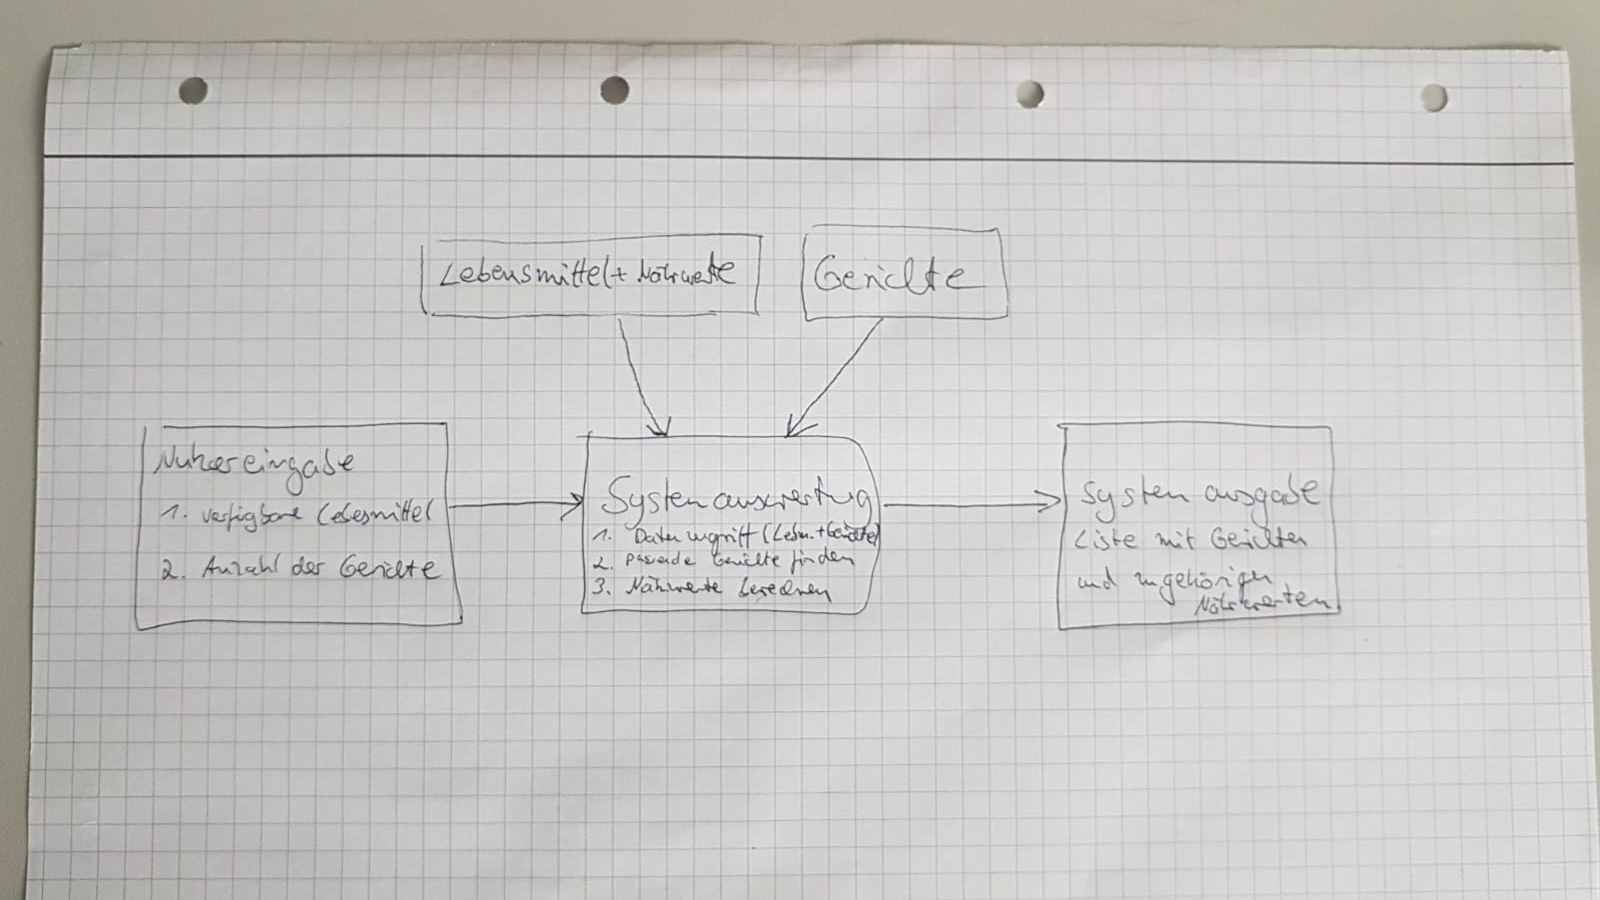 Lebensmittel + Nährwerte
Gerichte
Nutzereingabe
1. verfügbare Lebesmittel
2. Anzahl der Gerichte
Systemauswertung
1. Datenzugriff (Lebm. + Gerichte)
2. passende Gerichte finden
3. Nährwerte berechnen
Systemausgabe
Liste mit Gerichten
und zugehörigen
Nährwerten